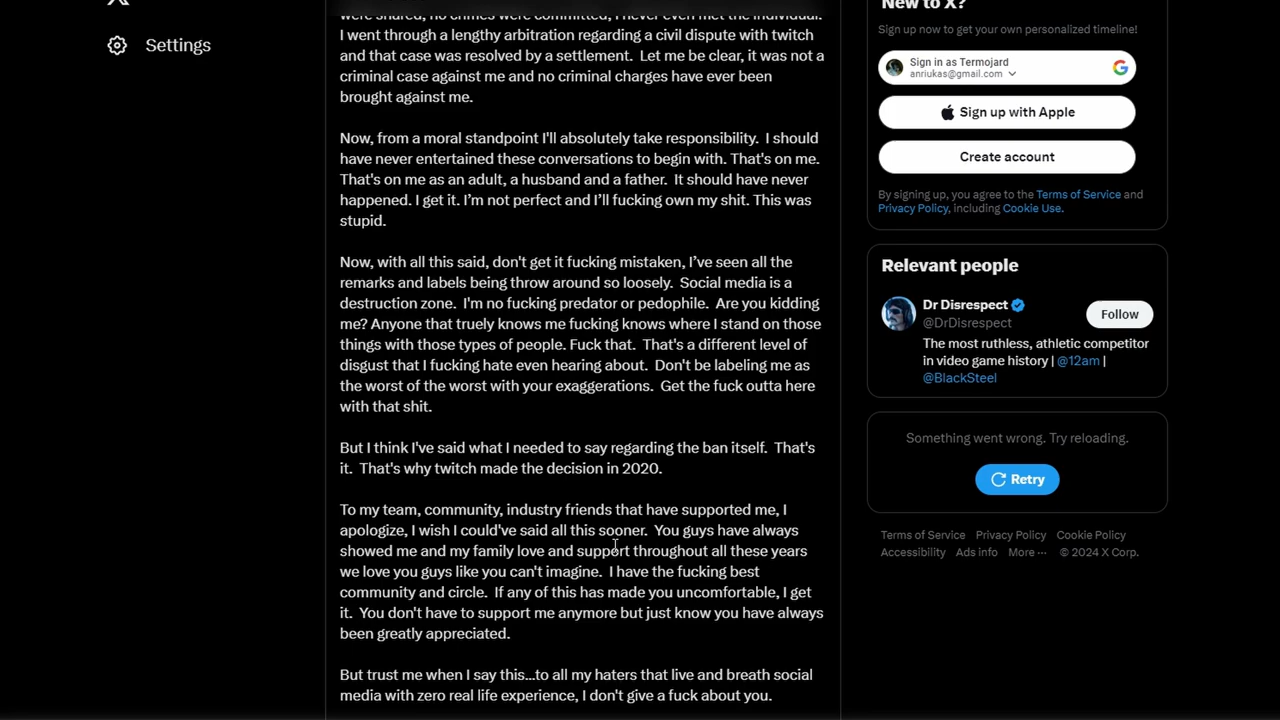 Settings
were shared, no crimes were committed, I never even met the individual.
I went through a lengthy arbitration regarding a civil dispute with twitch
and that case was resolved by a settlement.  Let me be clear, it was not a
criminal case against me and no criminal charges have ever been
brought against me.
Now, from a moral standpoint I'll absolutely take responsibility.  I should
have never entertained these conversations to begin with. That's on me.
That's on me as an adult, a husband and a father.  It should have never
happened. I get it. I’m not perfect and I’ll fucking own my shit. This was
stupid.
Now, with all this said, don't get it fucking mistaken, I’ve seen all the
remarks and labels being throw around so loosely.  Social media is a
destruction zone.  I'm no fucking predator or pedophile.  Are you kidding
me? Anyone that truely knows me fucking knows where I stand on those
things with those types of people. Fuck that.  That's a different level of
disgust that I fucking hate even hearing about.  Don't be labeling me as
the worst of the worst with your exaggerations.  Get the fuck outta here
with that shit.
But I think I've said what I needed to say regarding the ban itself.  That's
it.  That's why twitch made the decision in 2020.
To my team, community, industry friends that have supported me, I
apologize, I wish I could've said all this sooner.  You guys have always
showed me and my family love and support throughout all these years
we love you guys like you can't imagine.  I have the fucking best
community and circle.  If any of this has made you uncomfortable, I get
it.  You don't have to support me anymore but just know you have always
been greatly appreciated.
But trust me when I say this...to all my haters that live and breath social
media with zero real life experience, I don't give a fuck about you.
New to X?
Sign up now to get your own personalized timeline!
Sign in as Termojard
anriukas@gmail.com
Sign up with Apple
Create account
By signing up, you agree to the Terms of Service and
Privacy Policy, including Cookie Use.
Relevant people
Dr Disrespect
@DrDisrespect
Follow
The most ruthless, athletic competitor
in video game history | @12am |
@BlackSteel
Something went wrong. Try reloading.
Retry
Terms of Service Privacy Policy Cookie Policy
Accessibility Ads info More ··· © 2024 X Corp.